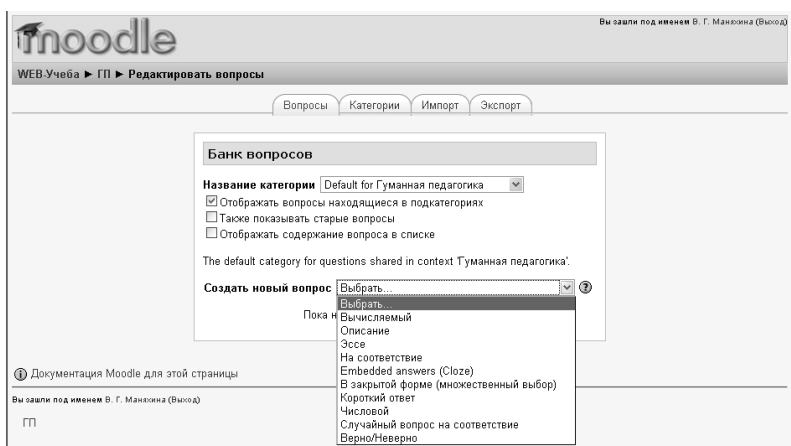 Вы зашли под именем В. Г. Маняхина (Выход)
moodle
WEB-Учеба ► ГП ► Редактировать вопросы
Вопросы Категории Импорт Экспорт
Банк вопросов
Название категории Default for Гуманная педагогика
Отображать вопросы находящиеся в подкатегориях
Также показывать старые вопросы
Отображать содержание вопроса в списке
The default category for questions shared in context 'Гуманная педагогика'.
Создать новый вопрос Выбрать...
Выбрать...
Пока н
Вычисляемый
Описание
Эссе
На соответствие
Embedded answers (Cloze)
В закрытой форме (множественный выбор)
Короткий ответ
Числовой
Случайный вопрос на соответствие
Верно/Неверно
Документация Moodle для этой страницы
Вы зашли под именем В. Г. Маняхина (Выход)
ГП